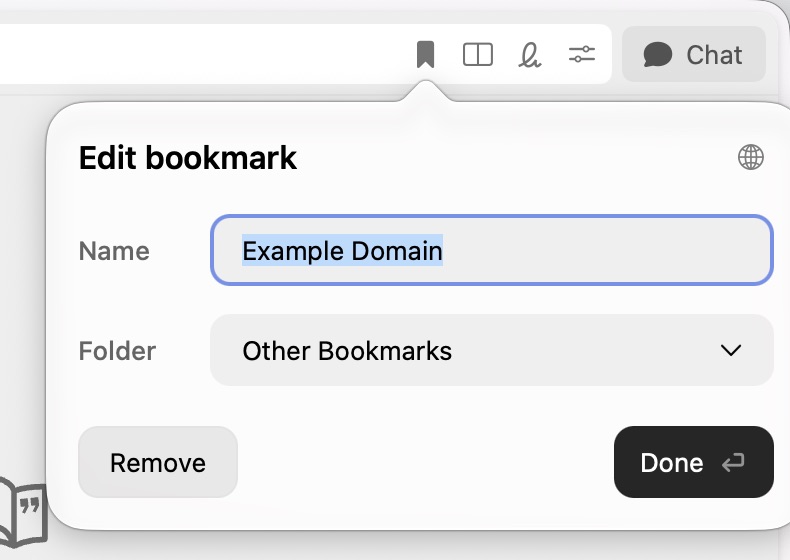 Chat
Edit bookmark
Name
Example Domain
Folder
Other Bookmarks
Remove
Done